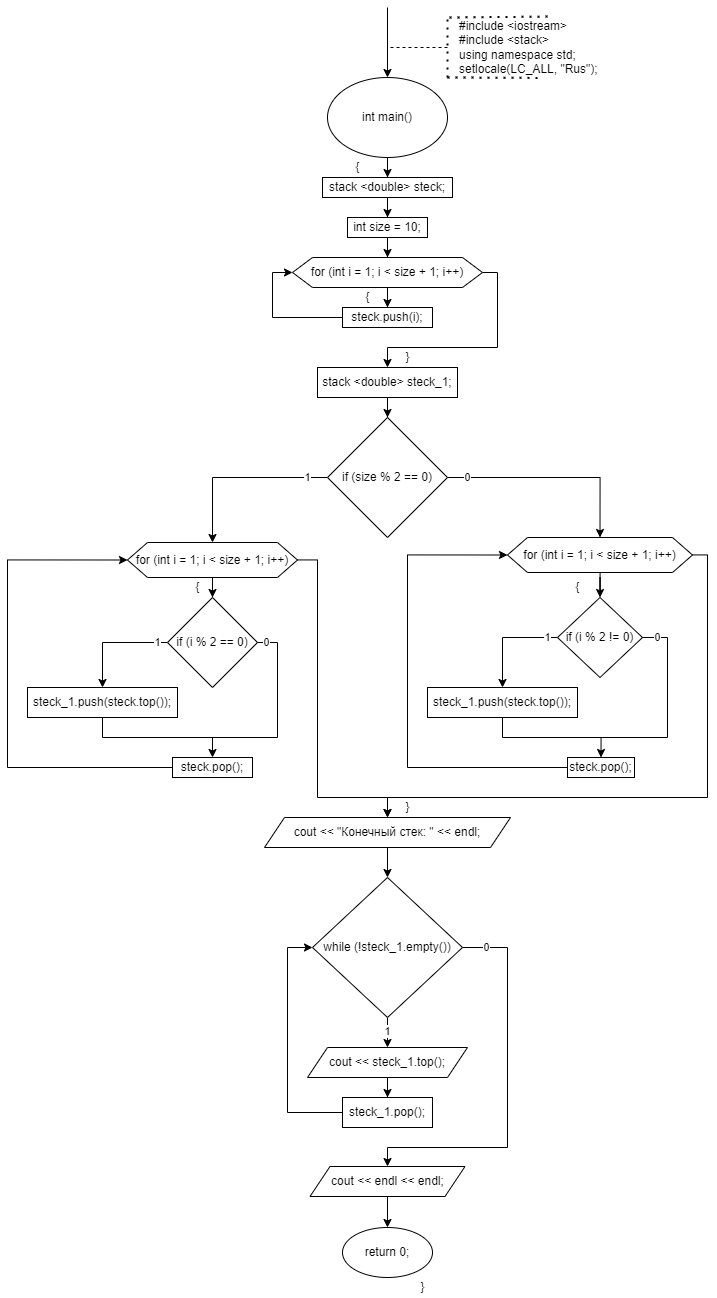 #include <iostream>
#include <stack>
using namespace std;
setlocale(LC_ALL, "Rus");
int main()
{
stack <double> steck;
int size = 10;
for (int i = 1; i < size + 1; i++)
{
steck.push(i);
}
stack <double> steck_1;
if (size % 2 == 0)
1
0
for (int i = 1; i < size + 1; i++)
{
if (i % 2 == 0)
1
0
steck_1.push(steck.top());
steck.pop();
for (int i = 1; i < size + 1; i++)
{
if (i % 2 != 0)
1
0
steck_1.push(steck.top());
steck.pop();
}
cout << "Конечный стек: " << endl;
while (!steck_1.empty())
0
1
cout << steck_1.top();
steck_1.pop();
cout << endl << endl;
return 0;
}